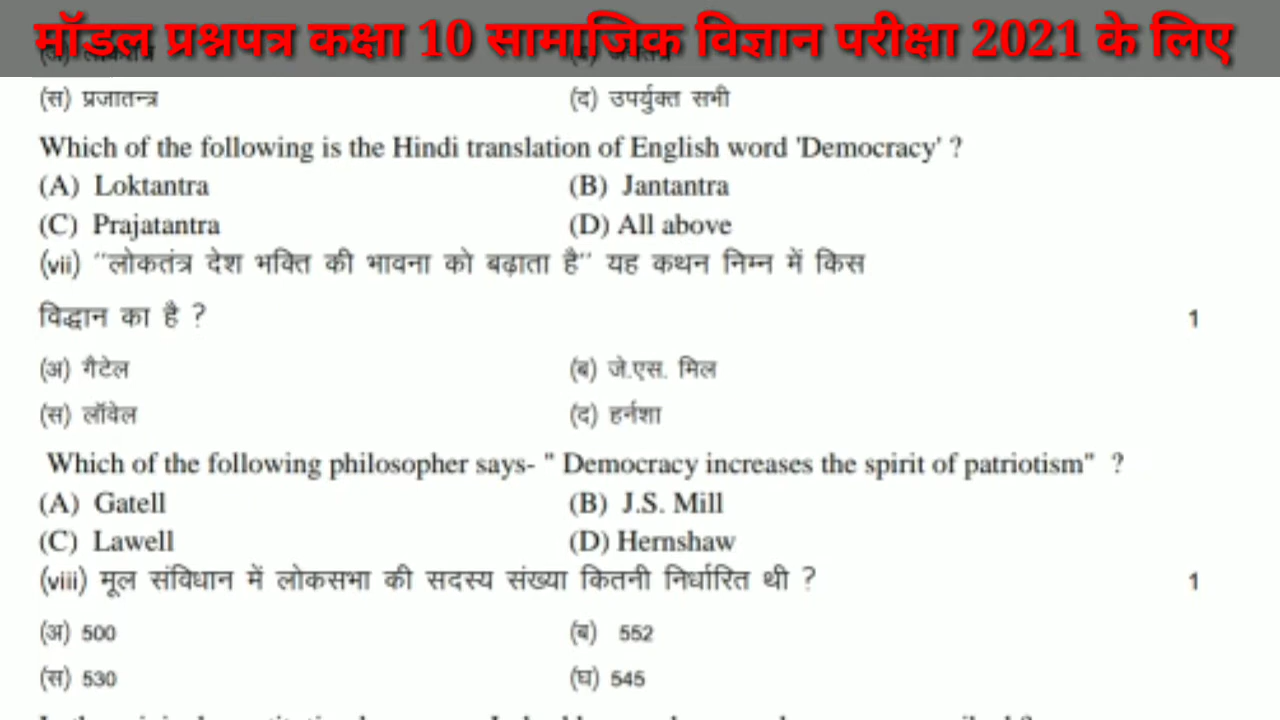 मॉडल प्रश्नपत्र कक्षा 10 सामाजिक विज्ञान परीक्षा 2021 के लिए
(स) प्रजातन्त्र (द) उपर्युक्त सभी
Which of the following is the Hindi translation of English word 'Democracy' ?
(A) Loktantra (B) Jantantra
(C) Prajatantra (D) All above
(vii) ''लोकतंत्र देश भक्ति की भावना को बढ़ाता है'' यह कथन निम्न में किस
विद्वान का है ? 1
(अ) गैटेल (ब) जे.एस. मिल
(स) लॉवेल (द) हर्नशा
Which of the following philosopher says- " Democracy increases the spirit of patriotism" ?
(A) Gatell (B) J.S. Mill
(C) Lawell (D) Hernshaw
(viii) मूल संविधान में लोकसभा की सदस्य संख्या कितनी निर्धारित थी ? 1
(अ) 500 (ब) 552
(स) 530 (घ) 545